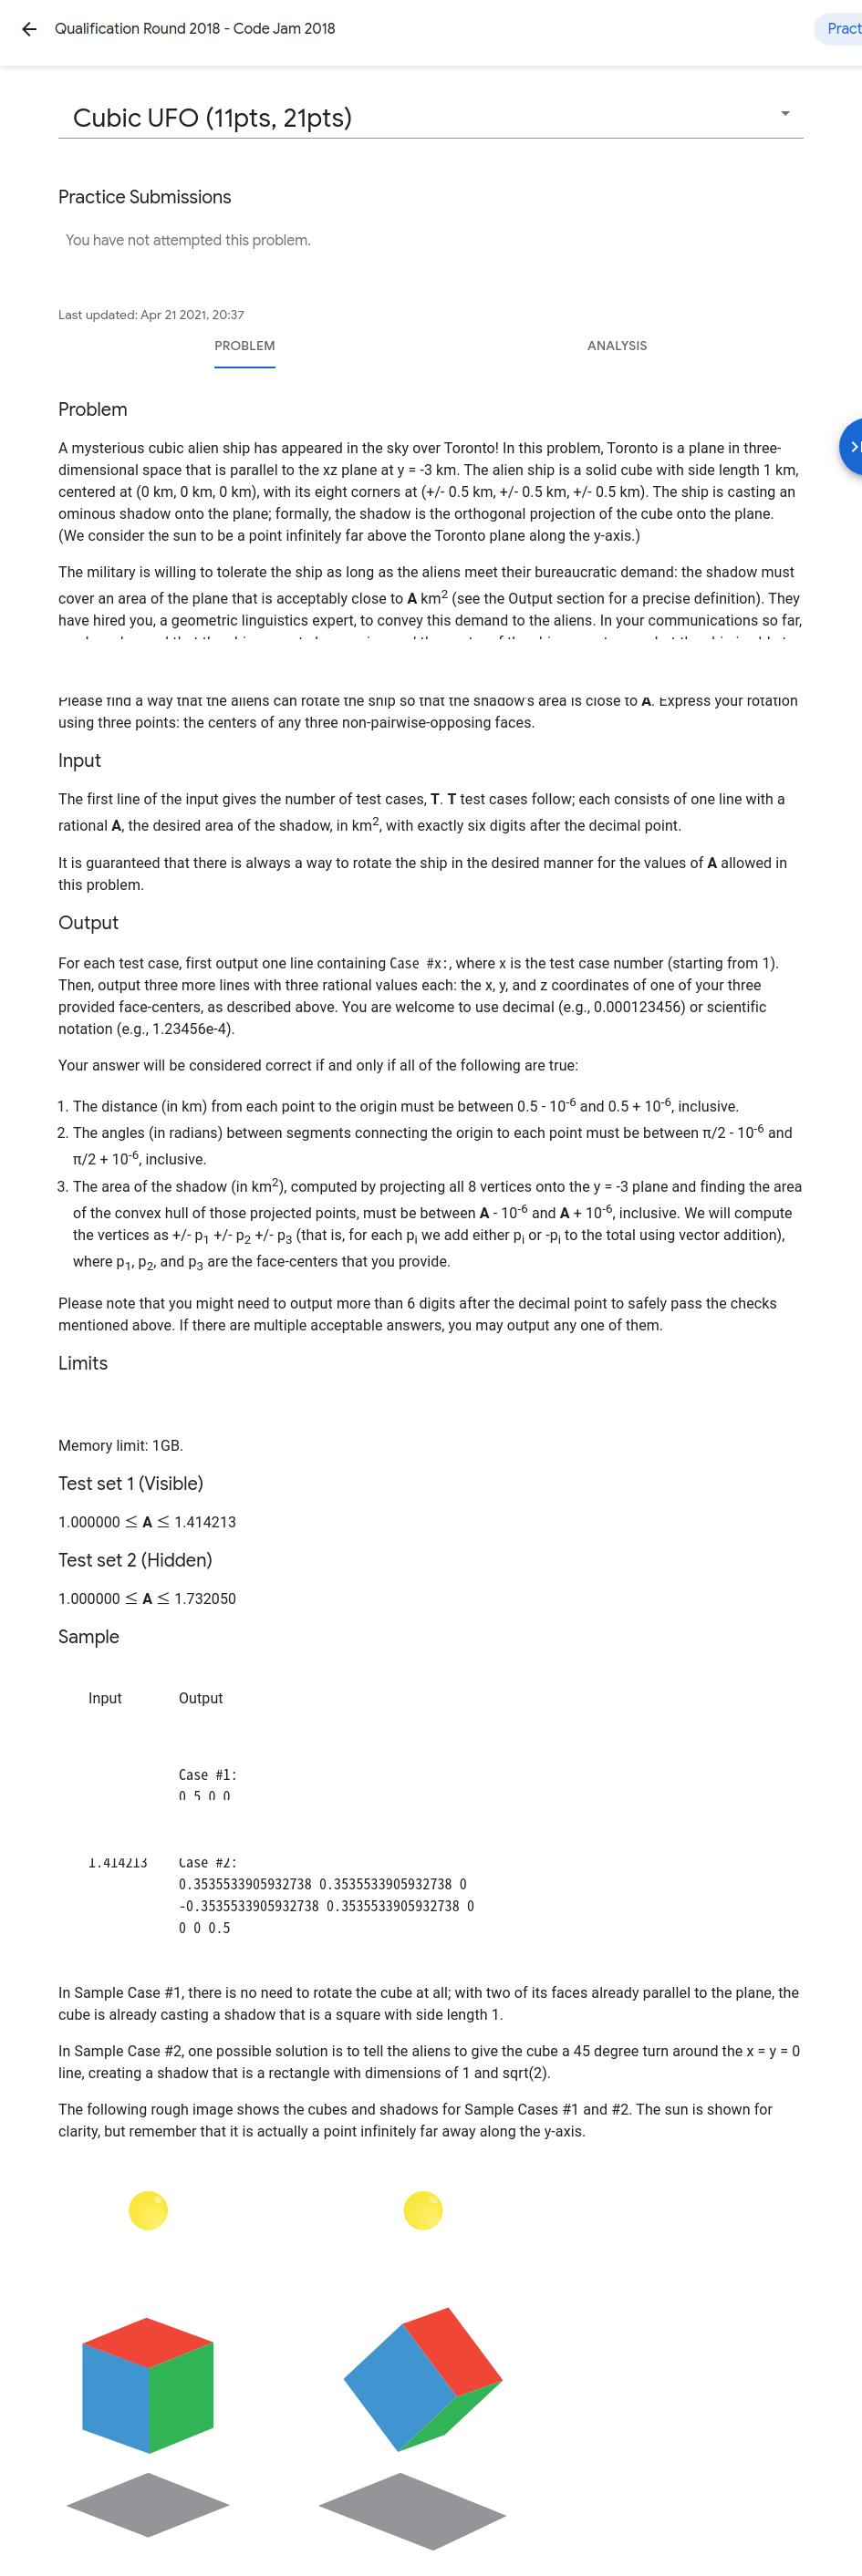 Qualification Round 2018 - Code Jam 2018
Pract
Cubic UFO (11pts, 21pts)
Practice Submissions
You have not attempted this problem.
Last updated: Apr 21 2021, 20:37
PROBLEM ANALYSIS
Problem
A mysterious cubic alien ship has appeared in the sky over Toronto! In this problem, Toronto is a plane in three-
dimensional space that is parallel to the xz plane at y = -3 km. The alien ship is a solid cube with side length 1 km,
centered at (0 km, 0 km, 0 km), with its eight corners at (+/- 0.5 km, +/- 0.5 km, +/- 0.5 km). The ship is casting an
ominous shadow onto the plane; formally, the shadow is the orthogonal projection of the cube onto the plane.
(We consider the sun to be a point infinitely far above the Toronto plane along the y-axis.)
The military is willing to tolerate the ship as long as the aliens meet their bureaucratic demand: the shadow must
cover an area of the plane that is acceptably close to A km² (see the Output section for a precise definition). They
have hired you, a geometric linguistics expert, to convey this demand to the aliens. In your communications so far,
Please find a way that the aliens can rotate the ship so that the shadow's area is close to A. Express your rotation
using three points: the centers of any three non-pairwise-opposing faces.
Input
The first line of the input gives the number of test cases, T. T test cases follow; each consists of one line with a
rational A, the desired area of the shadow, in km², with exactly six digits after the decimal point.
It is guaranteed that there is always a way to rotate the ship in the desired manner for the values of A allowed in
this problem.
Output
For each test case, first output one line containing Case #x:, where x is the test case number (starting from 1).
Then, output three more lines with three rational values each: the x, y, and z coordinates of one of your three
provided face-centers, as described above. You are welcome to use decimal (e.g., 0.000123456) or scientific
notation (e.g., 1.23456e-4).
Your answer will be considered correct if and only if all of the following are true:
1. The distance (in km) from each point to the origin must be between 0.5 - 10⁻⁶ and 0.5 + 10⁻⁶, inclusive.
2. The angles (in radians) between segments connecting the origin to each point must be between π/2 - 10⁻⁶ and
π/2 + 10⁻⁶, inclusive.
3. The area of the shadow (in km²), computed by projecting all 8 vertices onto the y = -3 plane and finding the area
of the convex hull of those projected points, must be between A - 10⁻⁶ and A + 10⁻⁶, inclusive. We will compute
the vertices as +/- p₁ +/- p₂ +/- p₃ (that is, for each pᵢ we add either pᵢ or -pᵢ to the total using vector addition),
where p₁, p₂, and p₃ are the face-centers that you provide.
Please note that you might need to output more than 6 digits after the decimal point to safely pass the checks
mentioned above. If there are multiple acceptable answers, you may output any one of them.
Limits
Memory limit: 1GB.
Test set 1 (Visible)
1.000000 ≤ A ≤ 1.414213
Test set 2 (Hidden)
1.000000 ≤ A ≤ 1.732050
Sample
Input Output
Case #1:
0.5 0 0
1.414213 Case #2:
0.3535533905932738 0.3535533905932738 0
-0.3535533905932738 0.3535533905932738 0
0 0 0.5
In Sample Case #1, there is no need to rotate the cube at all; with two of its faces already parallel to the plane, the
cube is already casting a shadow that is a square with side length 1.
In Sample Case #2, one possible solution is to tell the aliens to give the cube a 45 degree turn around the x = y = 0
line, creating a shadow that is a rectangle with dimensions of 1 and sqrt(2).
The following rough image shows the cubes and shadows for Sample Cases #1 and #2. The sun is shown for
clarity, but remember that it is actually a point infinitely far away along the y-axis.